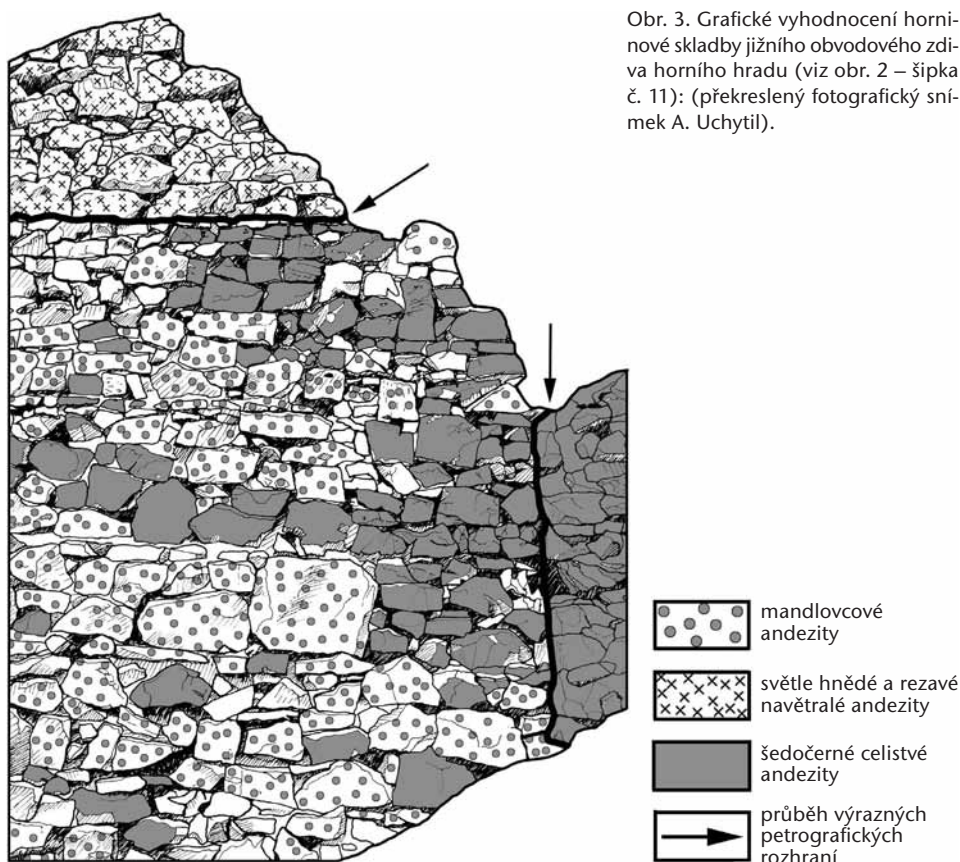 Obr. 3. Grafické vyhodnocení horni-
nové skladby jižního obvodového zdi-
va horního hradu (viz obr. 2 – šipka
č. 11): (překreslený fotografický sní-
mek A. Uchytil).
mandlovcové
andezity
světle hnědé a rezavé
navětralé andezity
šedočerné celistvé
andezity
průběh výrazných
petrografických
rozhraní